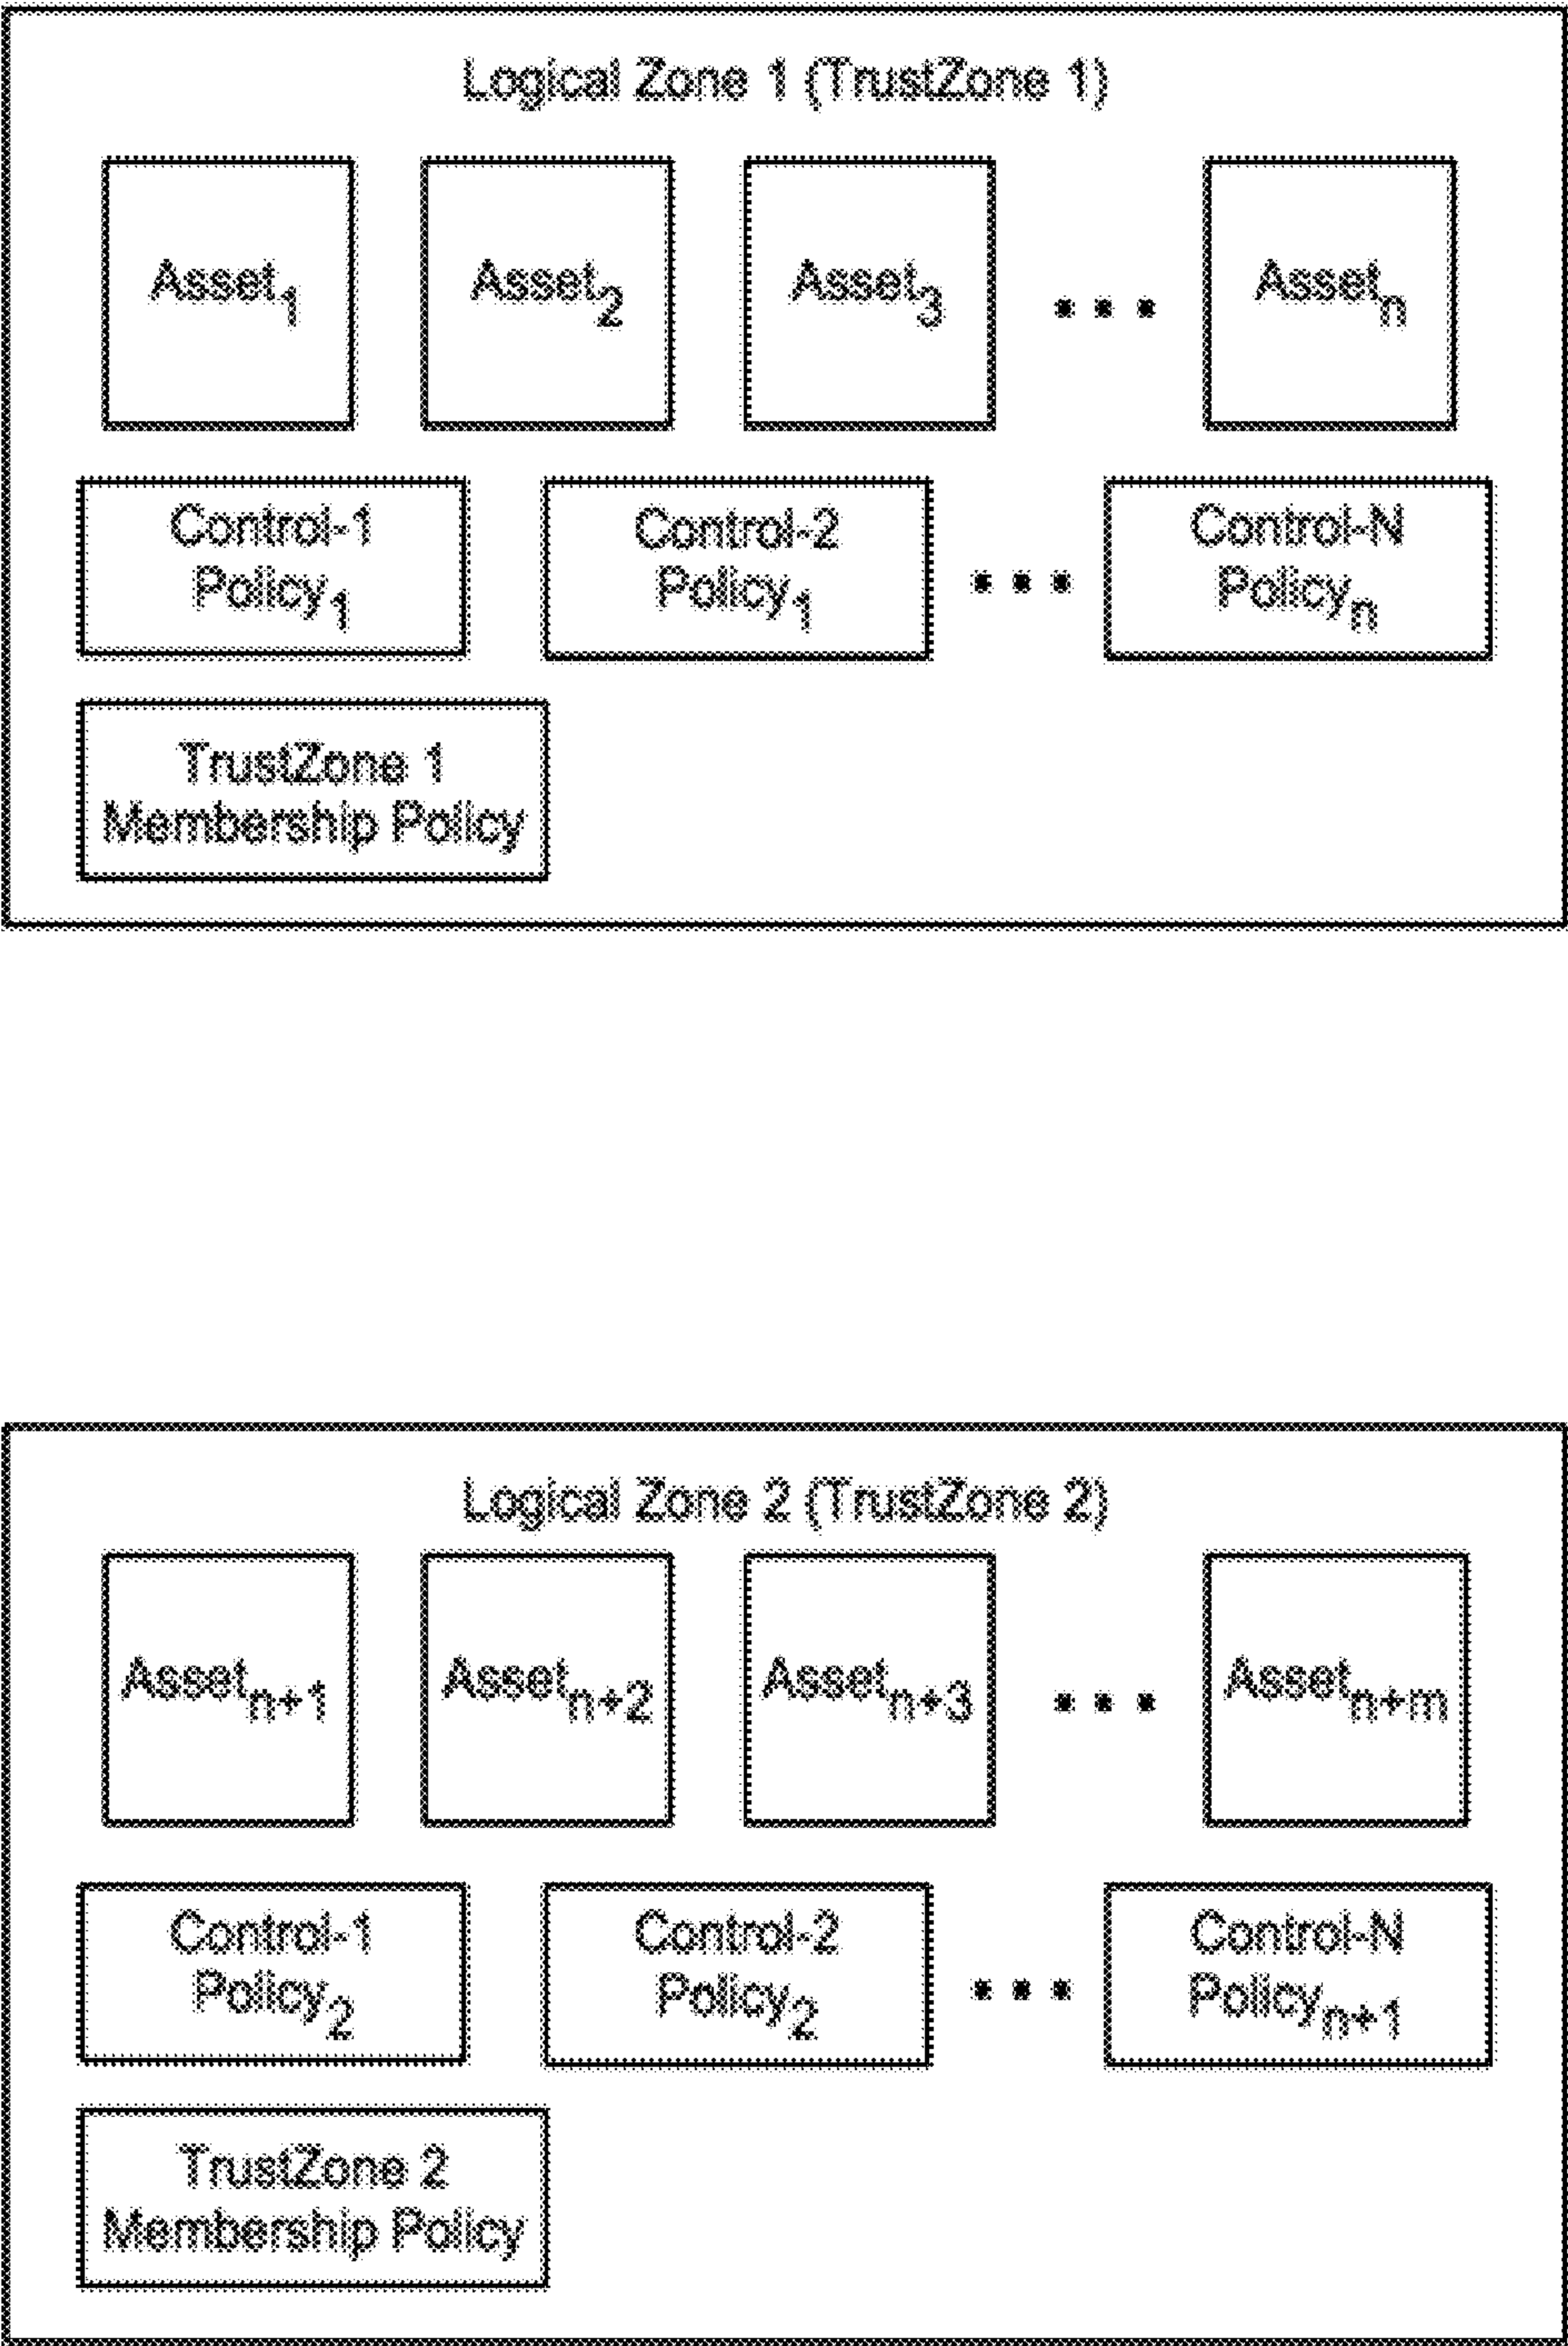 Logical Zone 1 (TrustZone 1)
Asset1 Asset2 Asset3 ... Assetn
Control-1 Control-2 Control-N
Policy1 Policy1 ... Policyn
TrustZone 1
Membership Policy
Logical Zone 2 (TrustZone 2)
Assetn+1 Assetn+2 Assetn+3 ... Assetn+m
Control-1 Control-2 Control-N
Policy2 Policy2 ... Policyn+1
TrustZone 2
Membership Policy